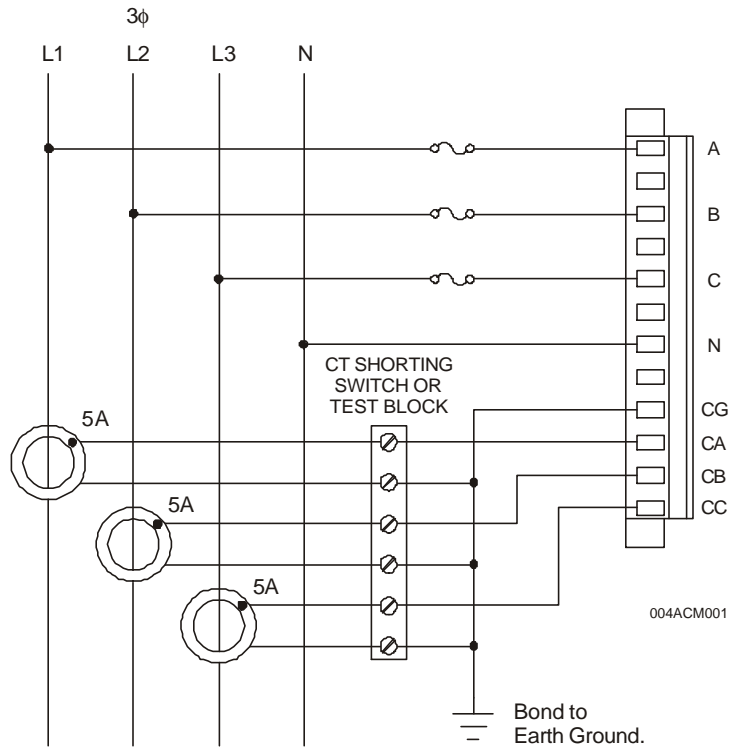 3ϕ
L1
L2
L3
N
A
B
C
N
CT SHORTING
SWITCH OR
TEST BLOCK
CG
5A
CA
CB
5A
CC
5A
004ACM001
Bond to
Earth Ground.